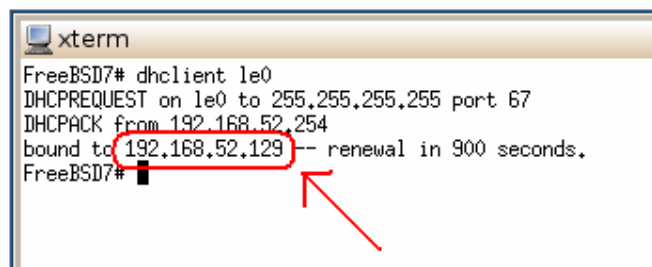 xterm
FreeBSD7# dhclient le0
DHCPREQUEST on le0 to 255.255.255.255 port 67
DHCPACK from 192.168.52.254
bound to 192.168.52.129 -- renewal in 900 seconds.
FreeBSD7#